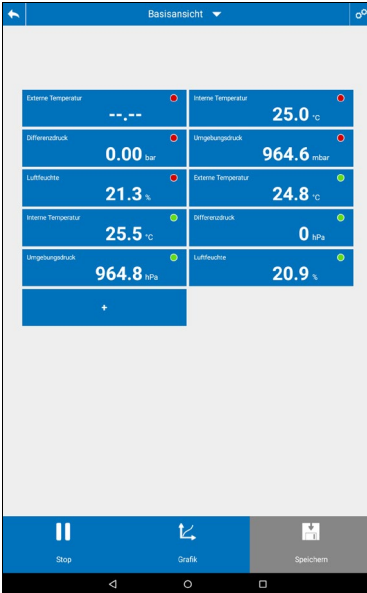 Basisansicht
Externe Temperatur
--.--
Interne Temperatur
25.0 °C
Differenzdruck
0.00 bar
Umgebungsdruck
964.6 mbar
Luftfeuchte
21.3 %
Externe Temperatur
24.8 °C
Interne Temperatur
25.5 °C
Differenzdruck
0 hPa
Umgebungsdruck
964.8 hPa
Luftfeuchte
20.9 %
+
Stop
Grafik
Speichern